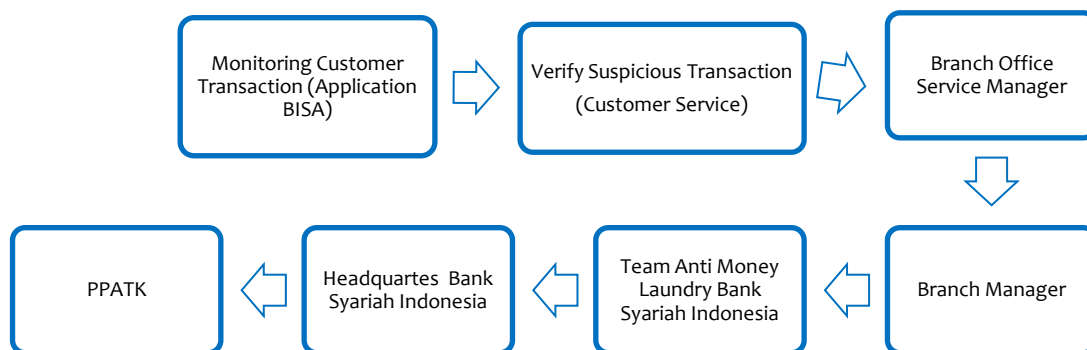 Monitoring Customer
Transaction (Application
BISA)
Verify Suspicious Transaction
(Customer Service)
Branch Office
Service Manager
PPATK
Headquartes Bank
Syariah Indonesia
Team Anti Money
Laundry Bank
Syariah Indonesia
Branch Manager